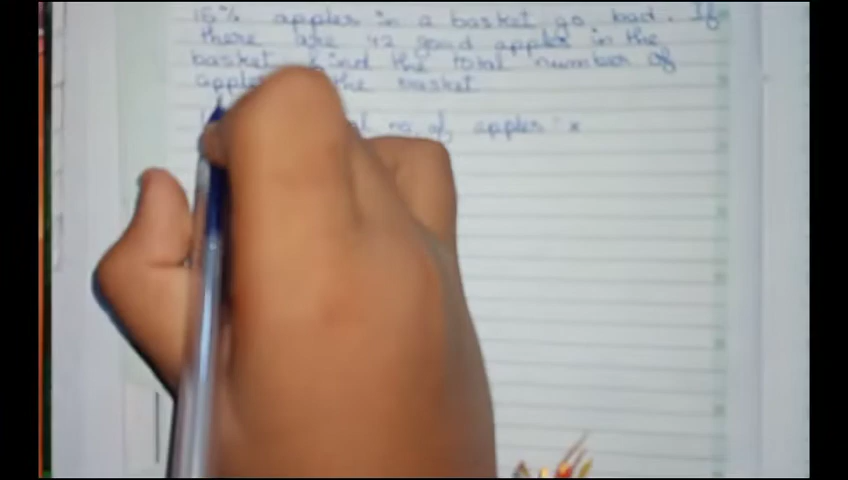 15% apples in a basket go bad. If
there are 42 good apples in the
basket find the total number of
apples the basket
no. of apples = x